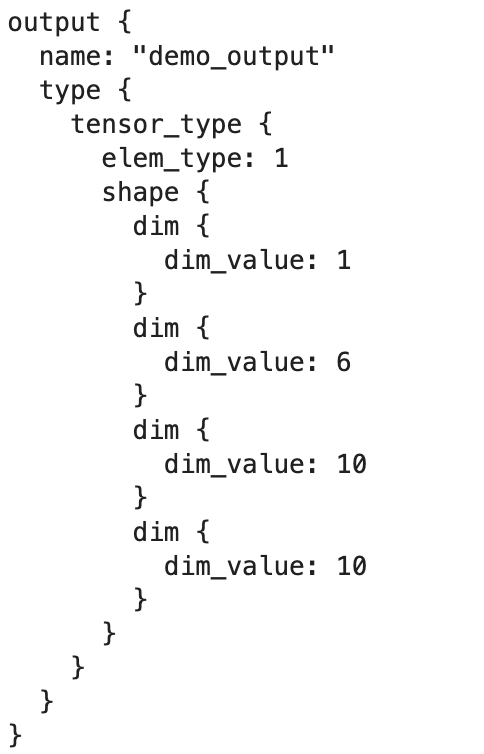 output {
  name: "demo_output"
  type {
    tensor_type {
      elem_type: 1
      shape {
        dim {
          dim_value: 1
        }
        dim {
          dim_value: 6
        }
        dim {
          dim_value: 10
        }
        dim {
          dim_value: 10
        }
      }
    }
  }
}